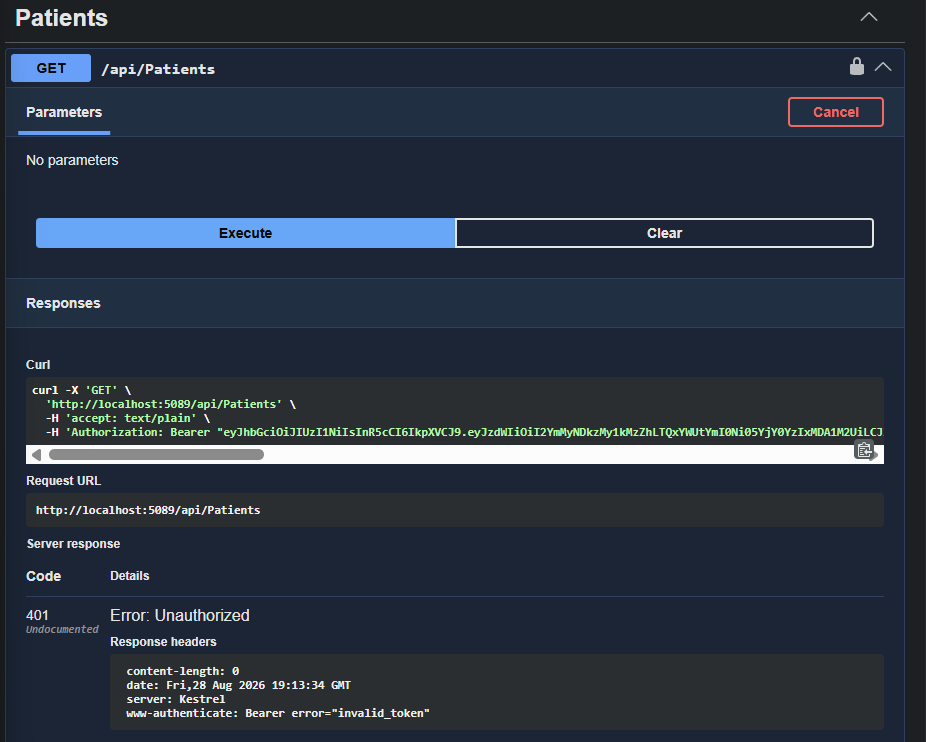 Patients
GET /api/Patients
Parameters
Cancel
No parameters
Execute
Clear
Responses
Curl
curl -X 'GET' \
'http://localhost:5089/api/Patients' \
-H 'accept: text/plain' \
-H 'Authorization: Bearer "eyJhbGciOiJIUzI1NiIsInR5cCI6IkpXVCJ9.eyJzdWIiOiI2YmMyNDkzMy1kMzZhLTQxYWUtYmI0Ni05YjY0YzIxMDA1M2UiLCJ
Request URL
http://localhost:5089/api/Patients
Server response
Code Details
401 Error: Unauthorized
Undocumented
Response headers
content-length: 0
date: Fri,28 Aug 2026 19:13:34 GMT
server: Kestrel
www-authenticate: Bearer error="invalid_token"